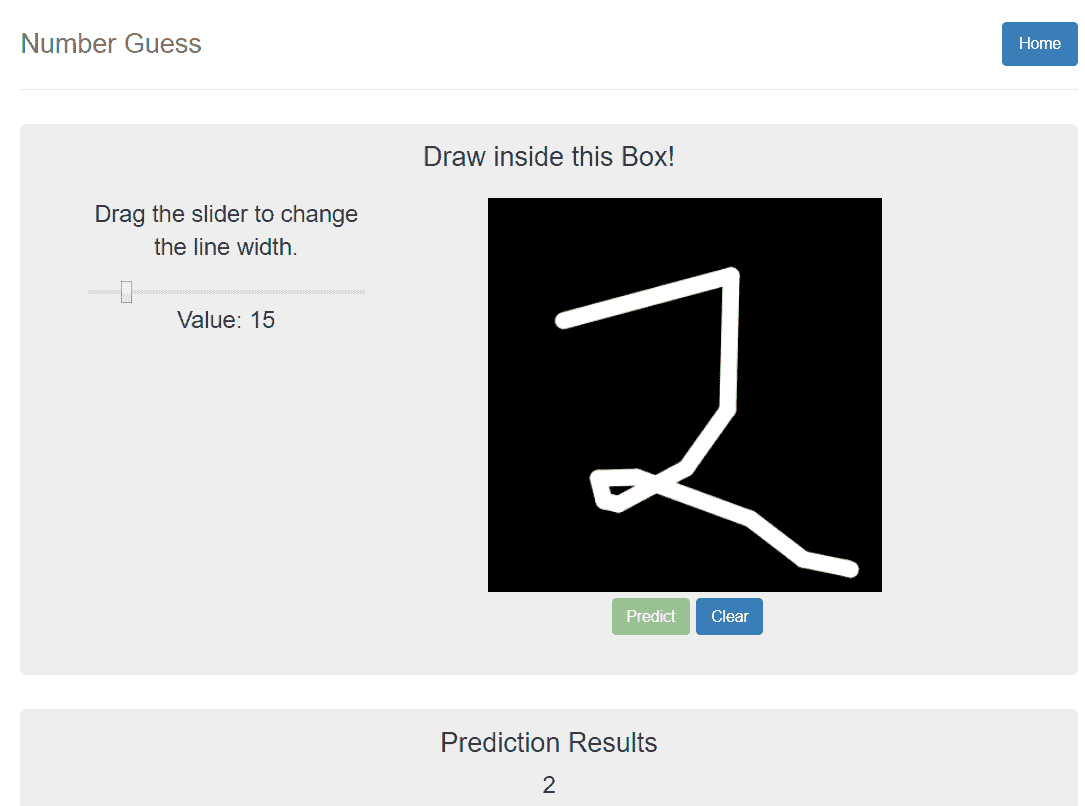 Number Guess
Home
Draw inside this Box!
Drag the slider to change
the line width.
Value: 15
2
Predict
Clear
Prediction Results
2